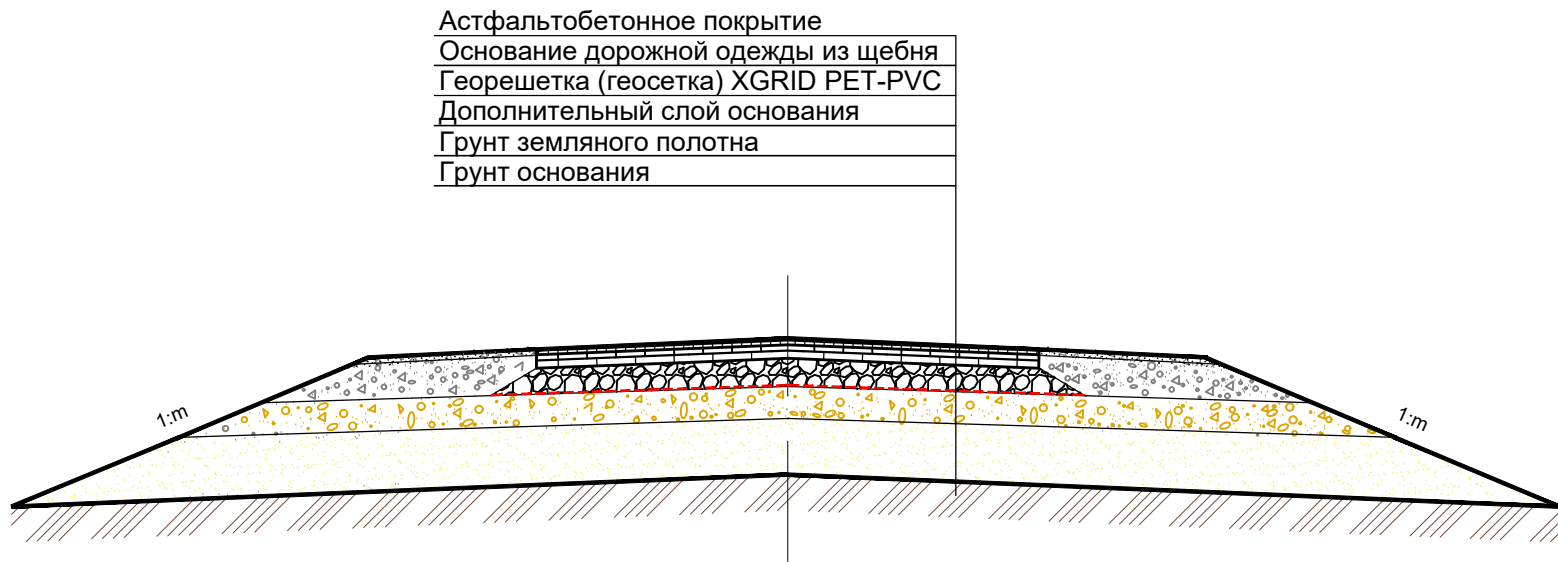 Астфальтобетонное покрытие
Основание дорожной одежды из щебня
Георешетка (геосетка) XGRID PET-PVC
Дополнительный слой основания
Грунт земляного полотна
Грунт основания
1:m
1:m